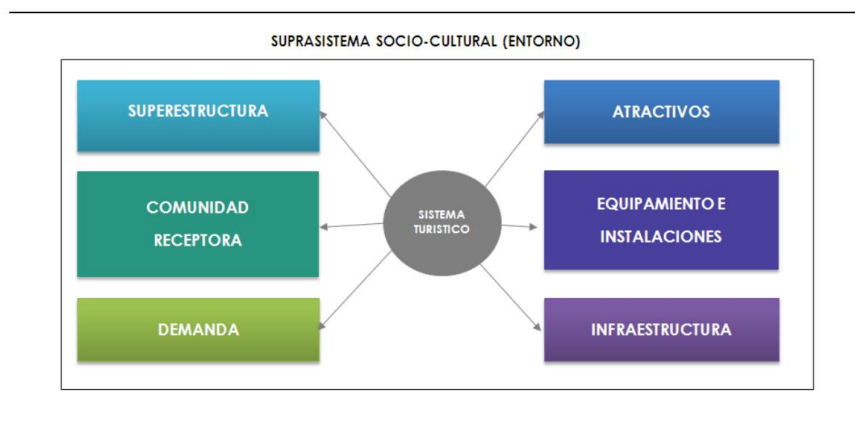 SUPRASISTEMA SOCIO-CULTURAL (ENTORNO)
SUPERESTRUCTURA
COMUNIDAD
RECEPTORA
DEMANDA
SISTEMA
TURISTICO
ATRACTIVOS
EQUIPAMIENTO E
INSTALACIONES
INFRAESTRUCTURA